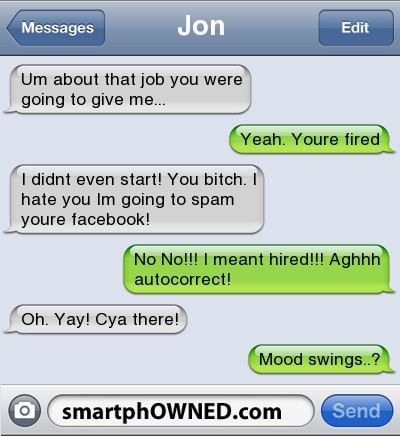 Messages
Jon
Edit
Um about that job you were
going to give me...
Yeah. Youre fired
I didnt even start! You bitch. I
hate you Im going to spam
youre facebook!
No No!!! I meant hired!!! Aghhh
autocorrect!
Oh. Yay! Cya there!
Mood swings..?
smartphOWNED.com
Send